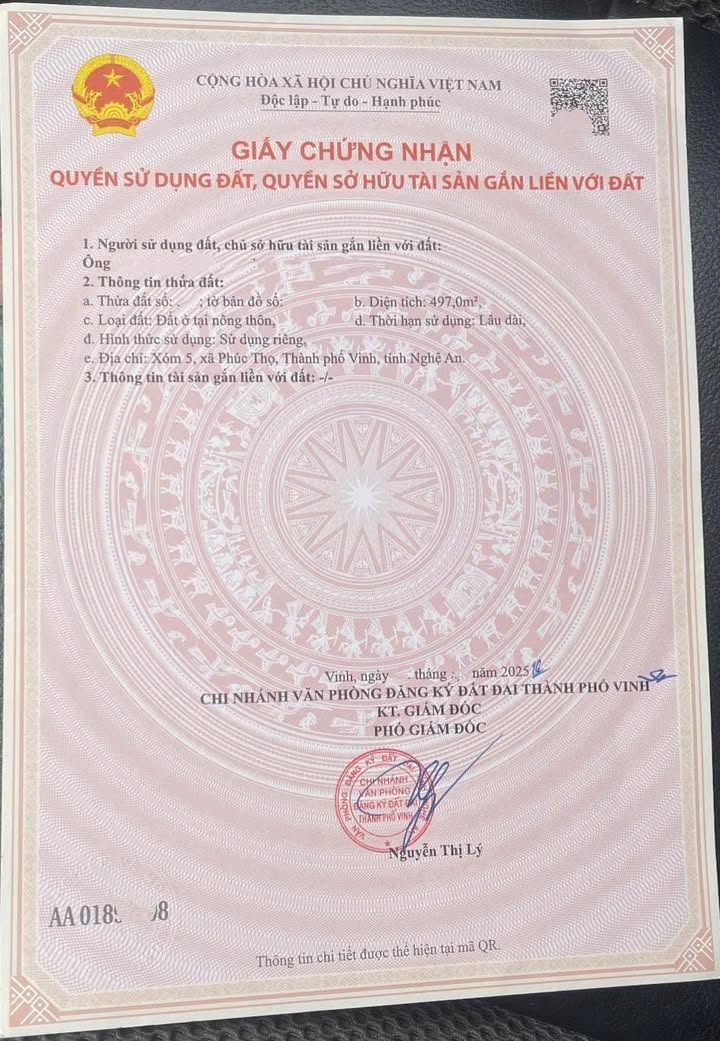 CỘNG HÒA XÃ HỘI CHỦ NGHĨA VIỆT NAM
Độc lập - Tự do - Hạnh phúc
GIẤY CHỨNG NHẬN
QUYỀN SỬ DỤNG ĐẤT, QUYỀN SỞ HỮU TÀI SẢN GẮN LIỀN VỚI ĐẤT
1. Người sử dụng đất, chủ sở hữu tài sản gắn liền với đất:
Ông
2. Thông tin thửa đất:
a. Thửa đất số: ; tờ bản đồ số: b. Diện tích: 497,0m²,
c. Loại đất: Đất ở tại nông thôn, d. Thời hạn sử dụng: Lâu dài,
đ. Hình thức sử dụng: Sử dụng riêng,
e. Địa chỉ: Xóm 5, xã Phúc Thọ, Thành phố Vinh, tỉnh Nghệ An.
3. Thông tin tài sản gắn liền với đất: -/-
Vinh, ngày tháng năm 2025
CHI NHÁNH VĂN PHÒNG ĐĂNG KÝ ĐẤT ĐAI THÀNH PHỐ VINH
KT. GIÁM ĐỐC
PHÓ GIÁM ĐỐC
CHI NHÁNH
VĂN PHÒNG
ĐĂNG KÝ ĐẤT ĐAI
THÀNH PHỐ VINH
Nguyễn Thị Lý
AA 018 8
Thông tin chi tiết được thể hiện tại mã QR.